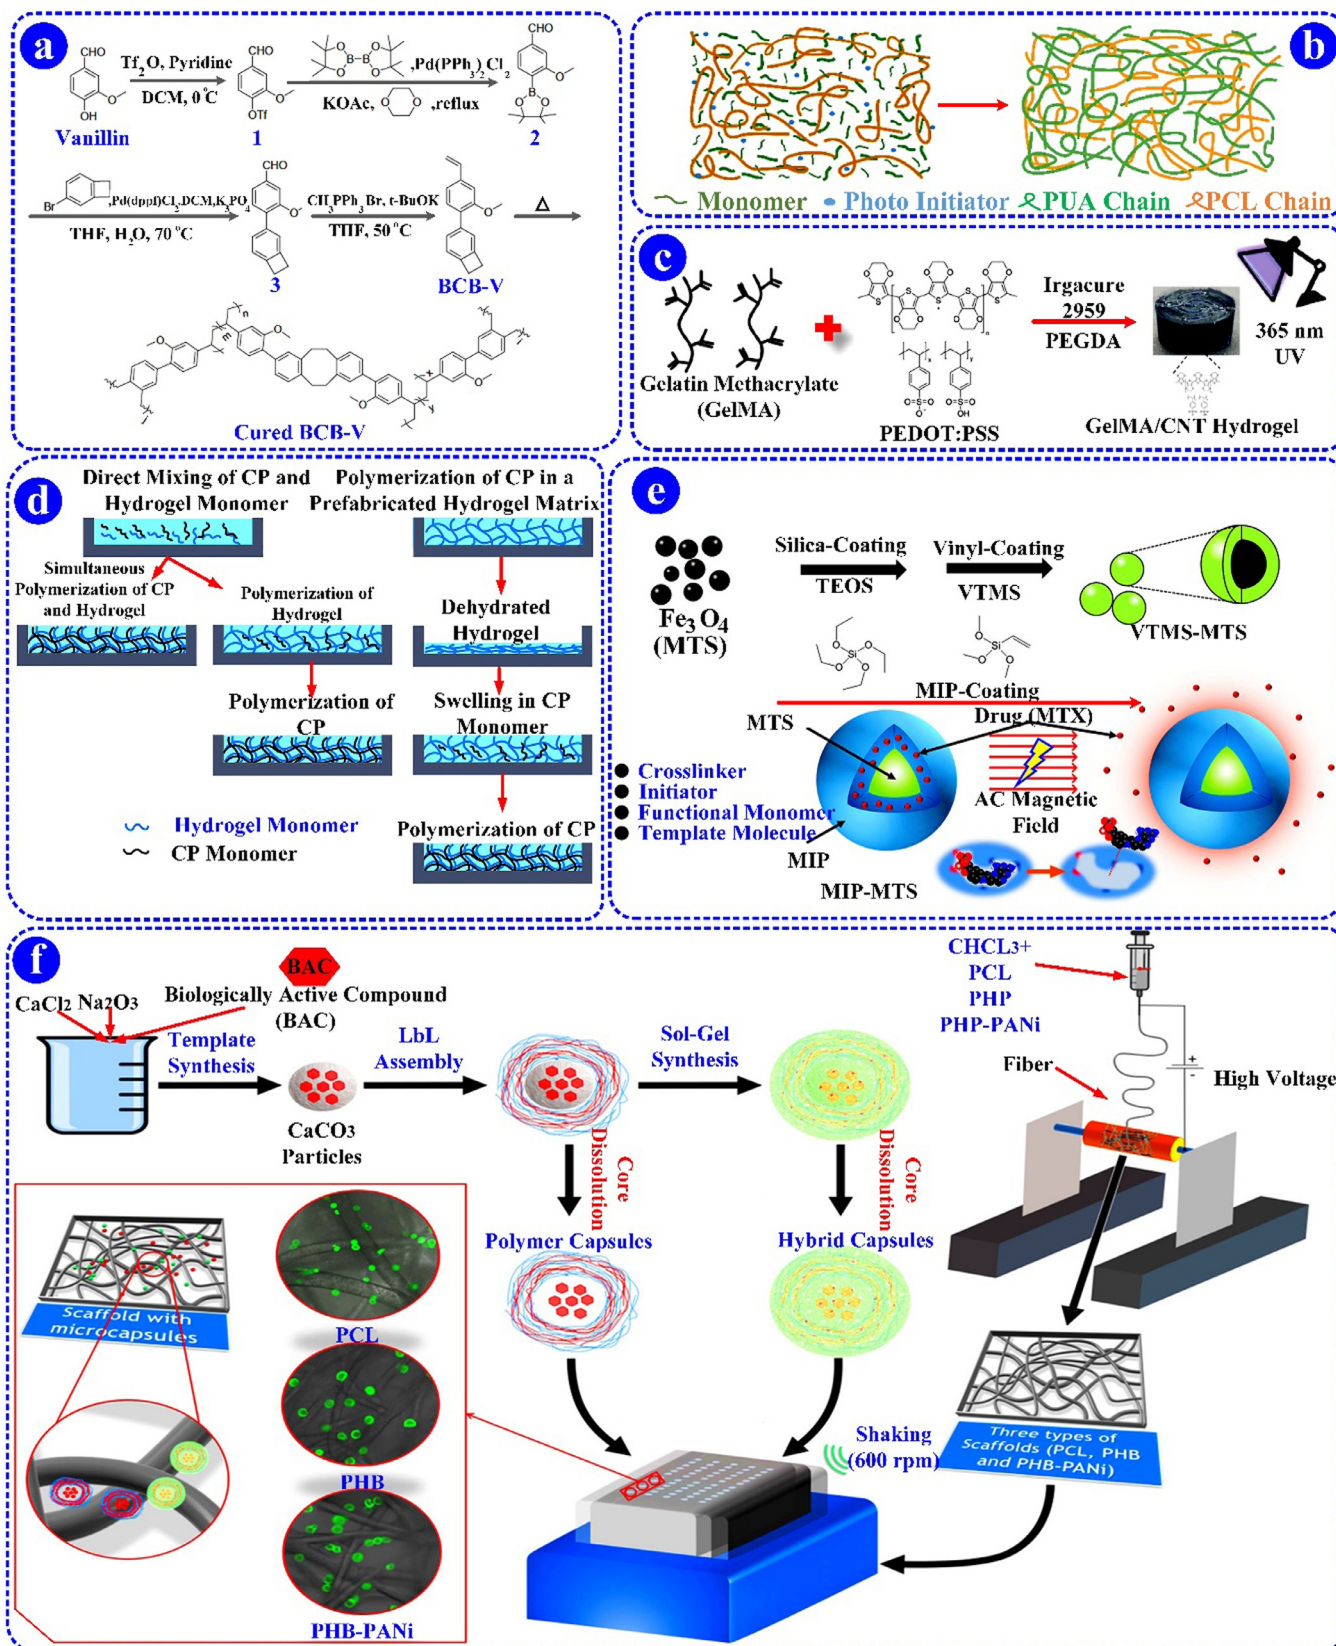 a
CHO
OH
O
Vanillin
Tf2O, Pyridine
DCM, 0°C
CHO
O
OTf
1
O O
B-B
O O
,Pd(PPh3)2Cl2
KOAc, O O ,reflux
CHO
O
B
O O
2
Br
,Pd(dppf)Cl2.DCM,K3PO4
THF, H2O, 70°C
CHO
O
3
CH3PPh3Br, t-BuOK
THF, 50°C
O
BCB-V
Δ
n
m
O
O
O
O
x
y
Cured BCB-V
b
Monomer
Photo Initiator
PUA Chain
PCL Chain
c
Gelatin Methacrylate
(GelMA)
PEDOT:PSS
Irgacure
2959
PEGDA
365 nm
UV
GelMA/CNT Hydrogel
d
Direct Mixing of CP and
Hydrogel Monomer
Polymerization of CP in a
Prefabricated Hydrogel Matrix
Simultaneous
Polymerization of CP
and Hydrogel
Polymerization of
Hydrogel
Dehydrated
Hydrogel
Polymerization of
CP
Swelling in CP
Monomer
Hydrogel Monomer
CP Monomer
Polymerization of CP
e
Fe3O4
(MTS)
Silica-Coating
TEOS
Vinyl-Coating
VTMS
VTMS-MTS
MIP-Coating
MTS
Drug (MTX)
Crosslinker
Initiator
Functional Monomer
Template Molecule
MIP
MIP-MTS
AC Magnetic
Field
f
BAC
CaCl2 Na2O3
Biologically Active Compound
(BAC)
Template
Synthesis
CaCO3
Particles
LbL
Assembly
Sol-Gel
Synthesis
Core
Dissolution
Core
Dissolution
Polymer Capsules
Hybrid Capsules
CHCL3+
PCL
PHP
PHP-PANi
Fiber
+
-
High Voltage
Scaffold with
microcapsules
PCL
PHB
PHB-PANi
Shaking
(600 rpm)
Three types of
Scaffolds (PCL, PHB
and PHB-PANi)